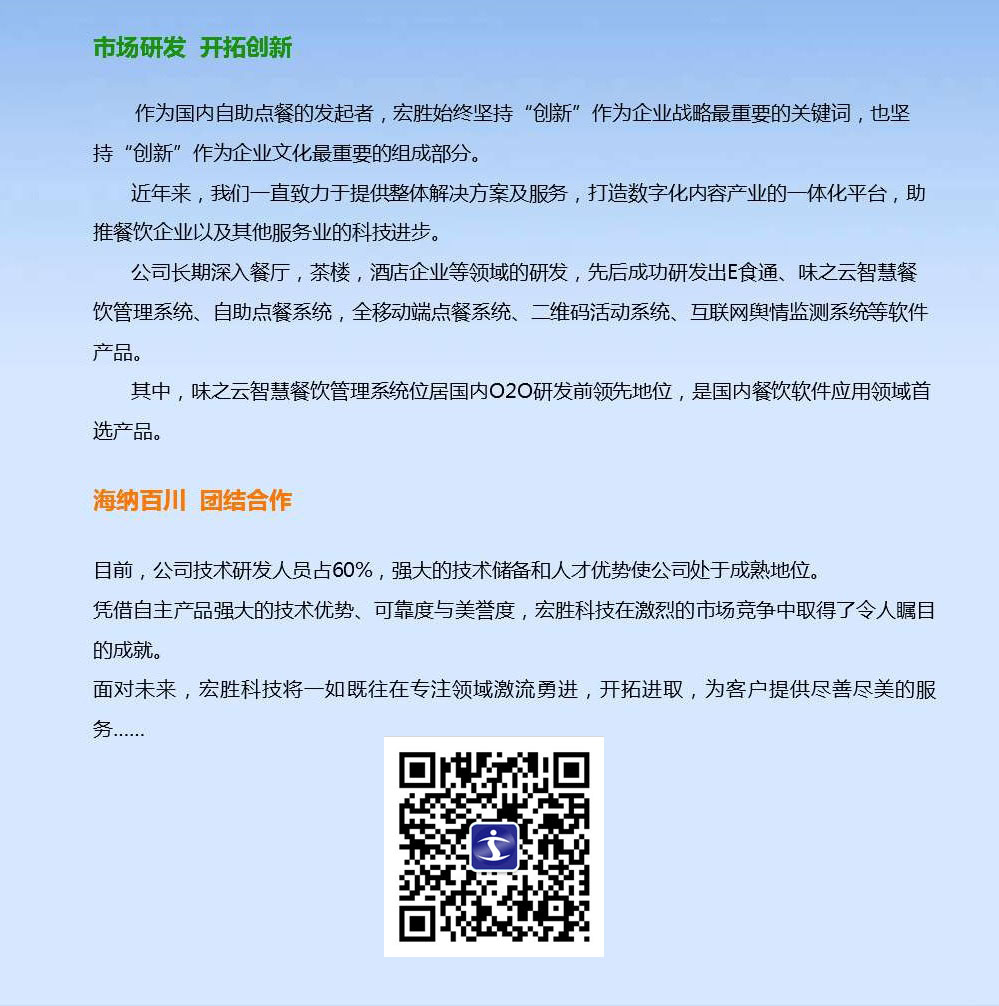 市场研发 开拓创新
作为国内自助点餐的发起者，宏胜始终坚持“创新”作为企业战略最重要的关键词，也坚
持“创新”作为企业文化最重要的组成部分。
近年来，我们一直致力于提供整体解决方案及服务，打造数字化内容产业的一体化平台，助
推餐饮企业以及其他服务业的科技进步。
公司长期深入餐厅，茶楼，酒店企业等领域的研发，先后成功研发出E食通、味之云智慧餐
饮管理系统、自助点餐系统，全移动端点餐系统、二维码活动系统、互联网舆情监测系统等软件
产品。
其中，味之云智慧餐饮管理系统位居国内O2O研发前领先地位，是国内餐饮软件应用领域首
选产品。
海纳百川 团结合作
目前，公司技术研发人员占60%，强大的技术储备和人才优势使公司处于成熟地位。
凭借自主产品强大的技术优势、可靠度与美誉度，宏胜科技在激烈的市场竞争中取得了令人瞩目
的成就。
面对未来，宏胜科技将一如既往在专注领域激流勇进，开拓进取，为客户提供尽善尽美的服
务......